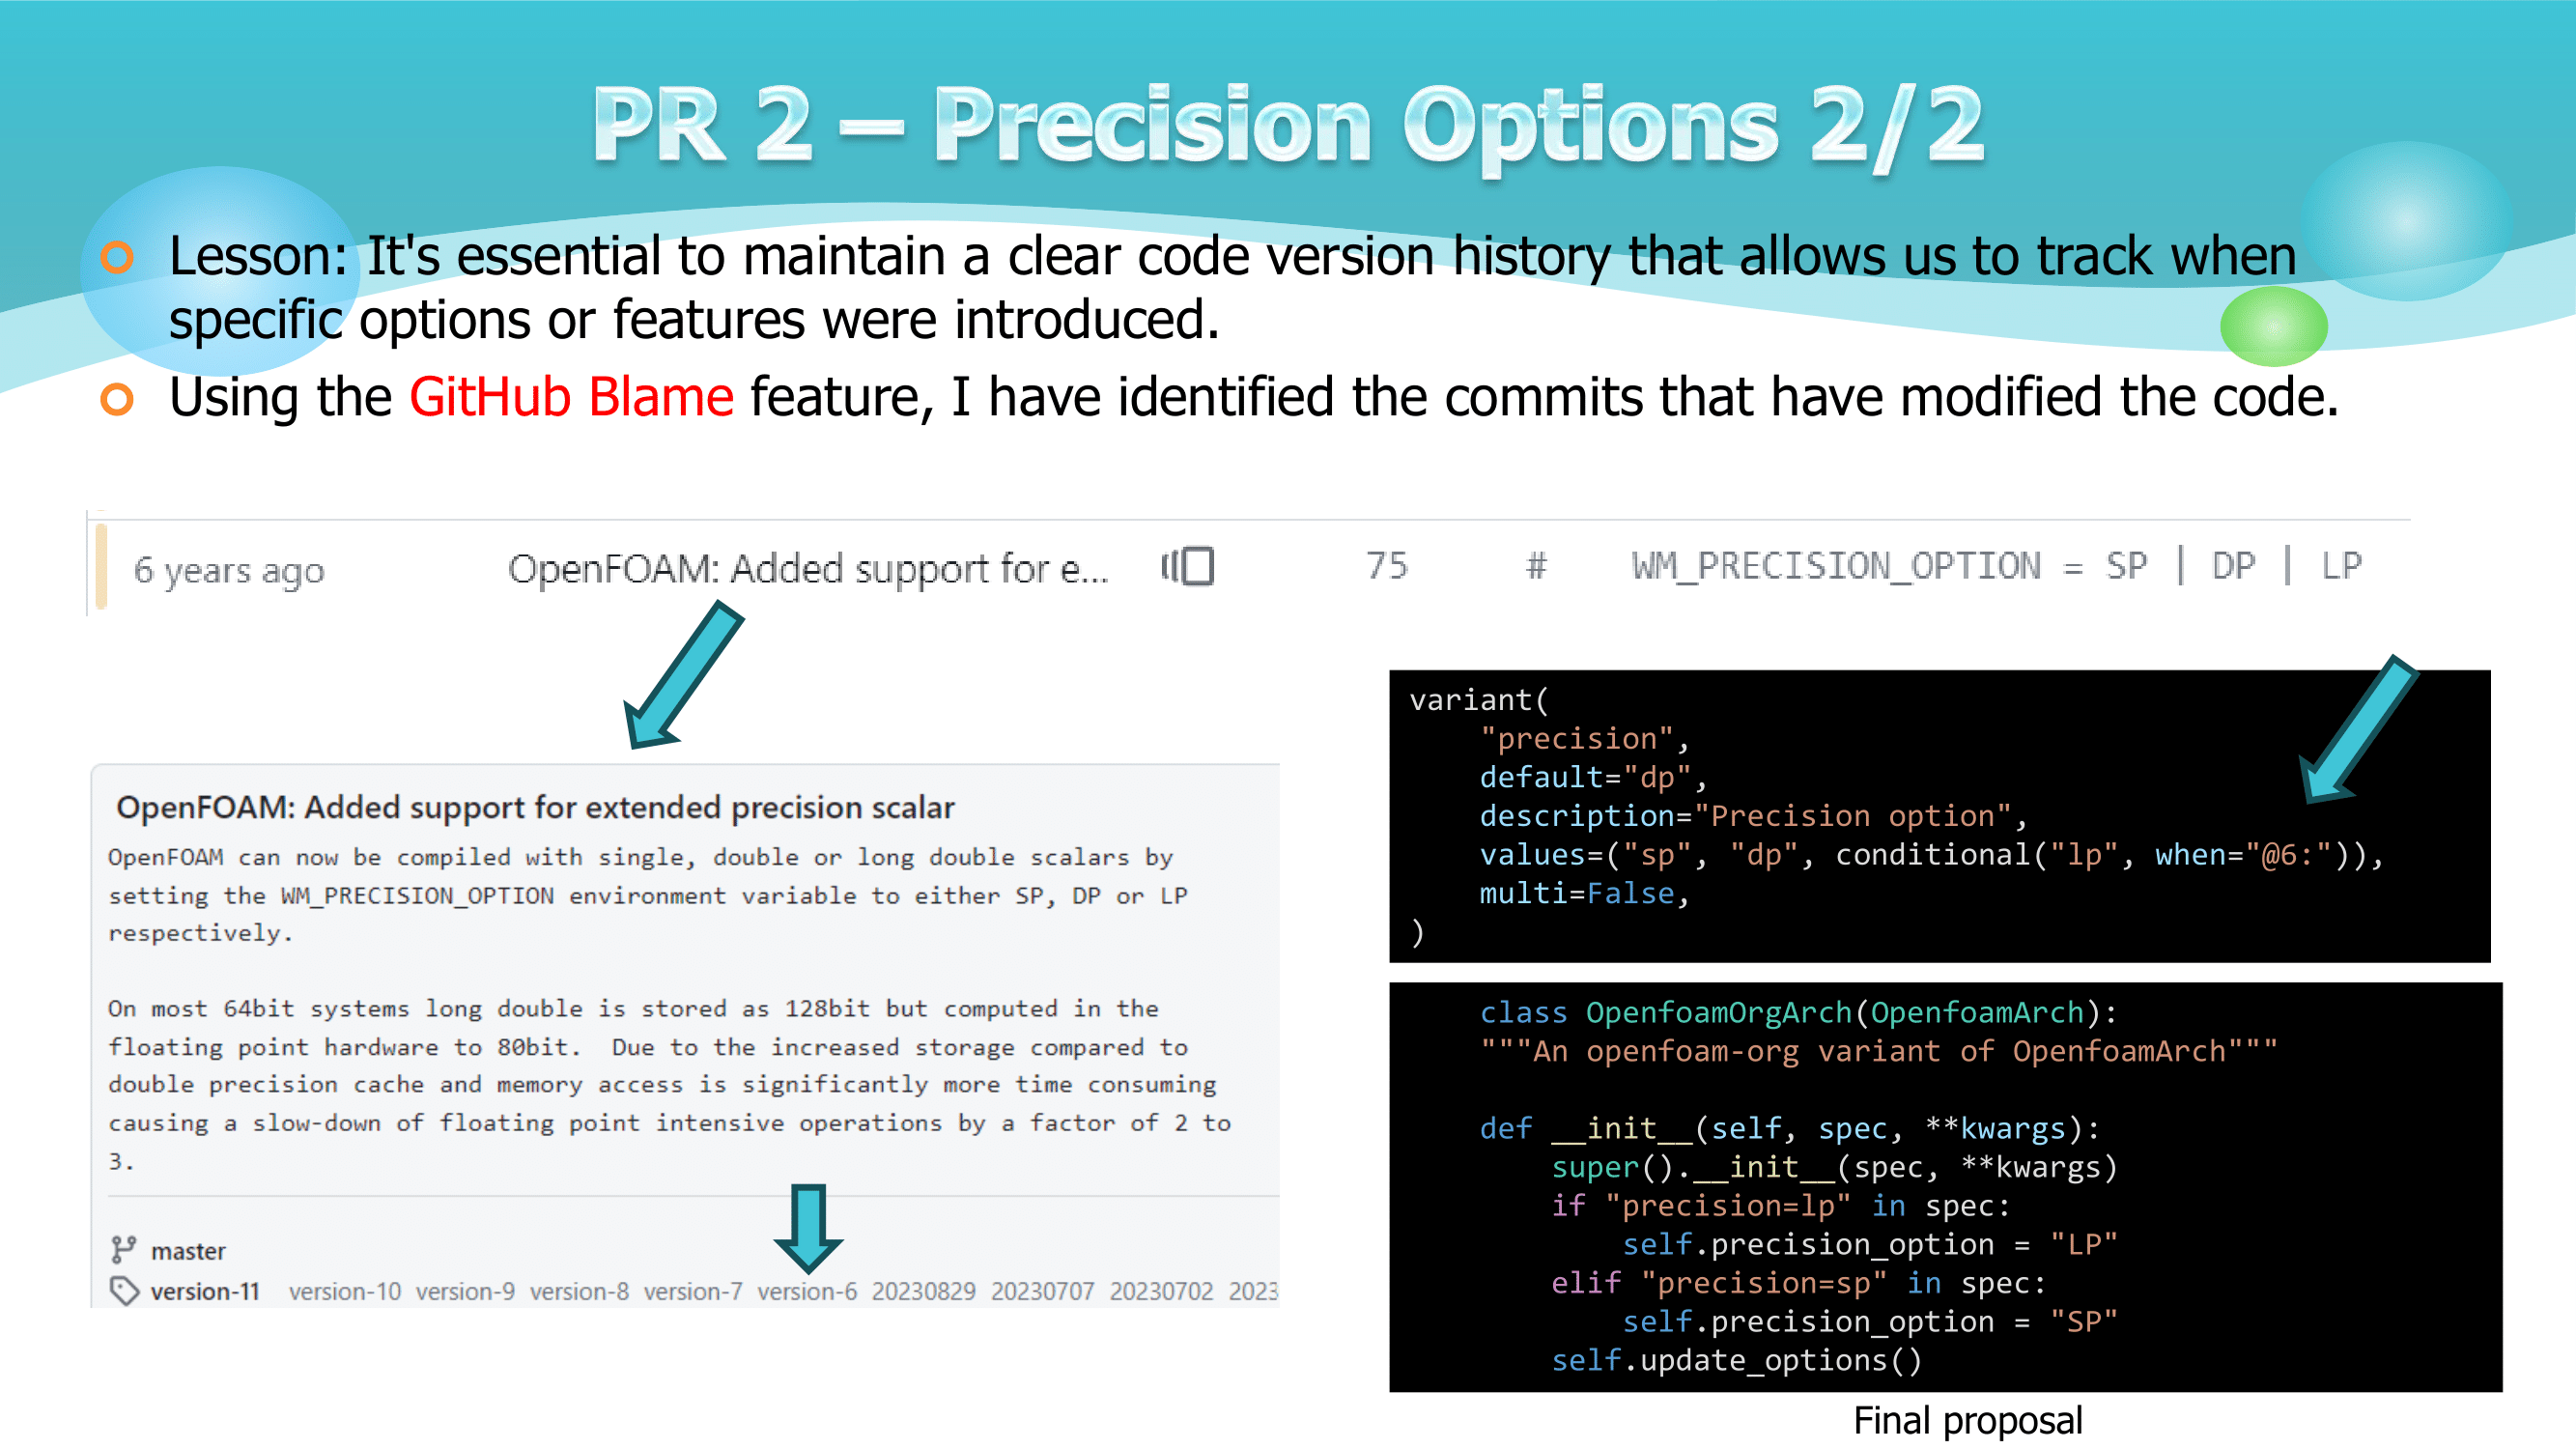 PR 2 – Precision Options 2/2
Lesson: It's essential to maintain a clear code version history that allows us to track when
specific options or features were introduced.
Using the GitHub Blame feature, I have identified the commits that have modified the code.
6 years ago OpenFOAM: Added support for e... 75 # WM_PRECISION_OPTION = SP | DP | LP
OpenFOAM: Added support for extended precision scalar
OpenFOAM can now be compiled with single, double or long double scalars by
setting the WM_PRECISION_OPTION environment variable to either SP, DP or LP
respectively.
On most 64bit systems long double is stored as 128bit but computed in the
floating point hardware to 80bit.  Due to the increased storage compared to
double precision cache and memory access is significantly more time consuming
causing a slow-down of floating point intensive operations by a factor of 2 to
3.
master
version-11 version-10 version-9 version-8 version-7 version-6 20230829 20230707 20230702 2023
variant(
    "precision",
    default="dp",
    description="Precision option",
    values=("sp", "dp", conditional("lp", when="@6:")),
    multi=False,
)
class OpenfoamOrgArch(OpenfoamArch):
"""An openfoam-org variant of OpenfoamArch"""
def __init__(self, spec, **kwargs):
    super().__init__(spec, **kwargs)
    if "precision=lp" in spec:
        self.precision_option = "LP"
    elif "precision=sp" in spec:
        self.precision_option = "SP"
    self.update_options()
Final proposal